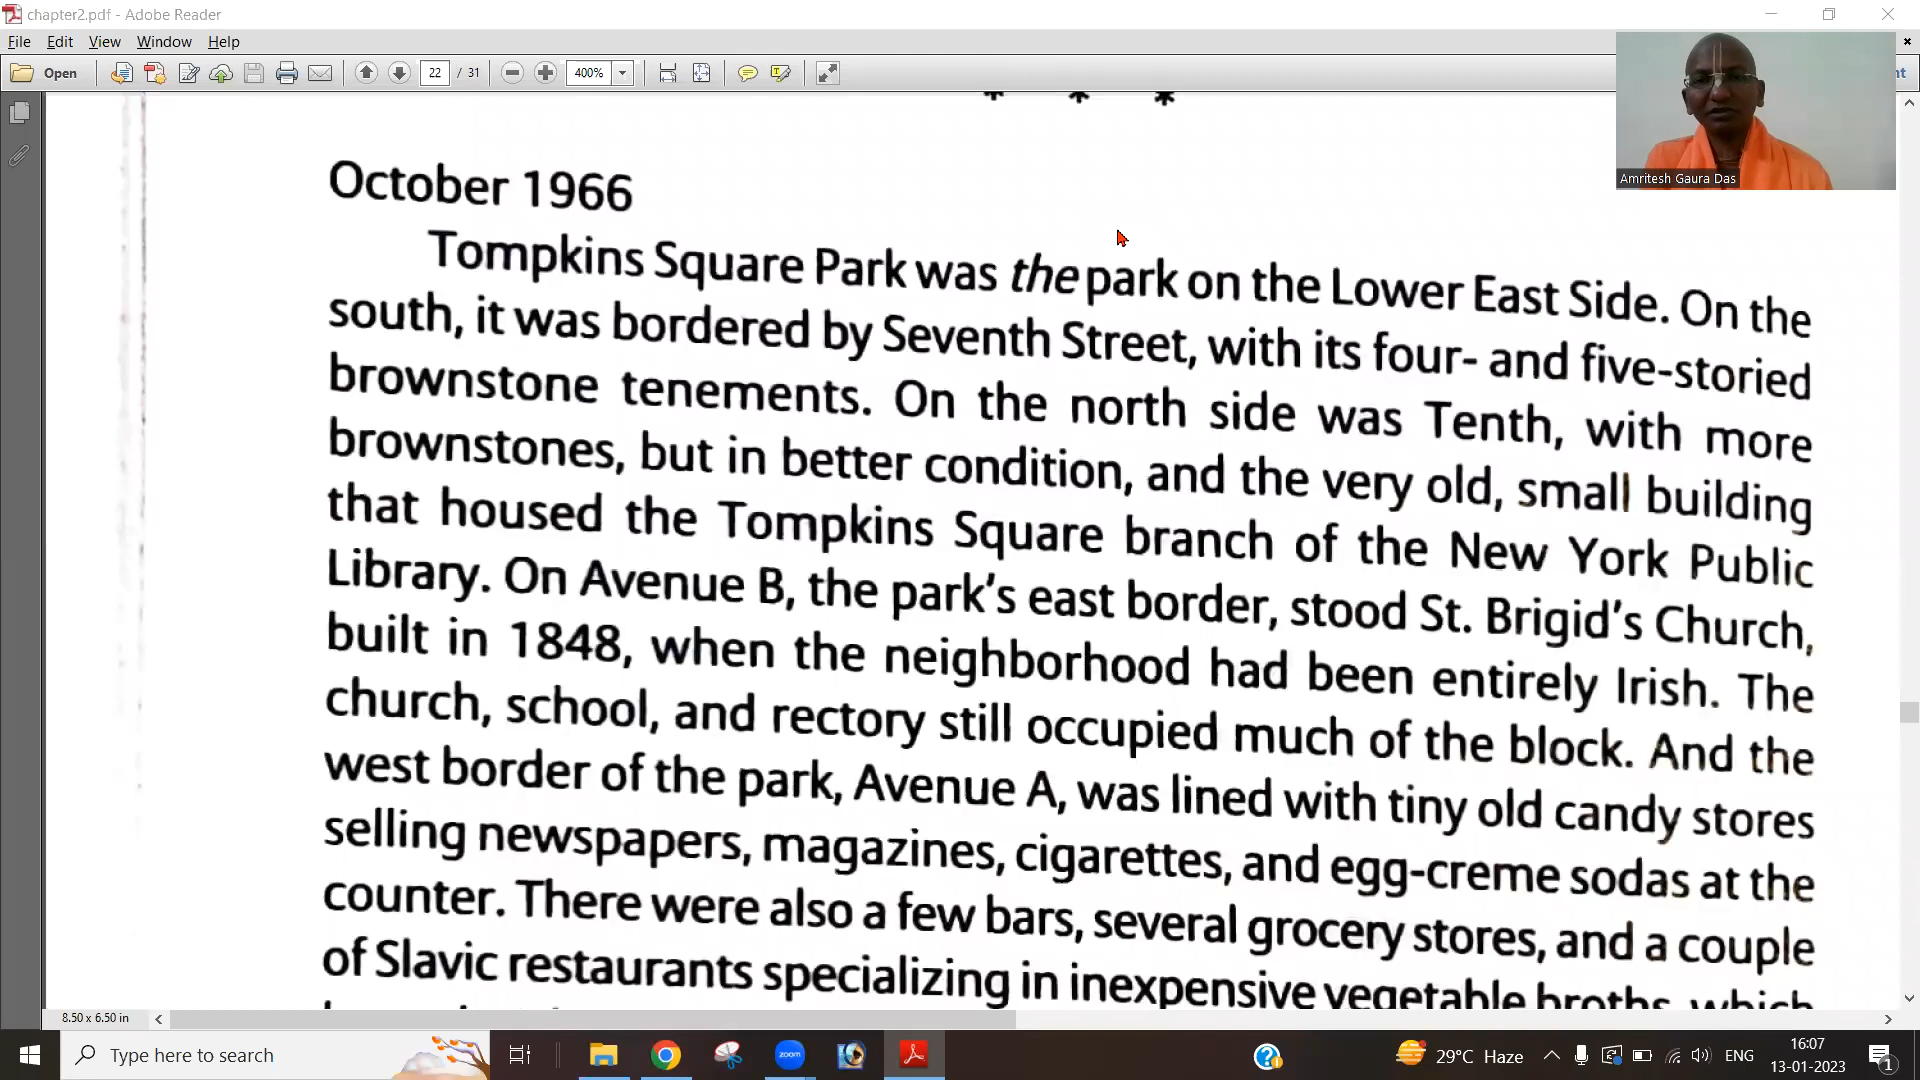 chapter2.pdf - Adobe Reader
File Edit View Window Help
Open 22 / 31 400%
* * *
Amritesh Gaura Das
October 1966
Tompkins Square Park was the park on the Lower East Side. On the
south, it was bordered by Seventh Street, with its four- and five-storied
brownstone tenements. On the north side was Tenth, with more
brownstones, but in better condition, and the very old, small building
that housed the Tompkins Square branch of the New York Public
Library. On Avenue B, the park's east border, stood St. Brigid's Church,
built in 1848, when the neighborhood had been entirely Irish. The
church, school, and rectory still occupied much of the block. And the
west border of the park, Avenue A, was lined with tiny old candy stores
selling newspapers, magazines, cigarettes, and egg-creme sodas at the
counter. There were also a few bars, several grocery stores, and a couple
of Slavic restaurants specializing in inexpensive vegetable broths, which
8.50 x 6.50 in
Type here to search
zoom
29°C Haze
ENG
16:07
13-01-2023
1